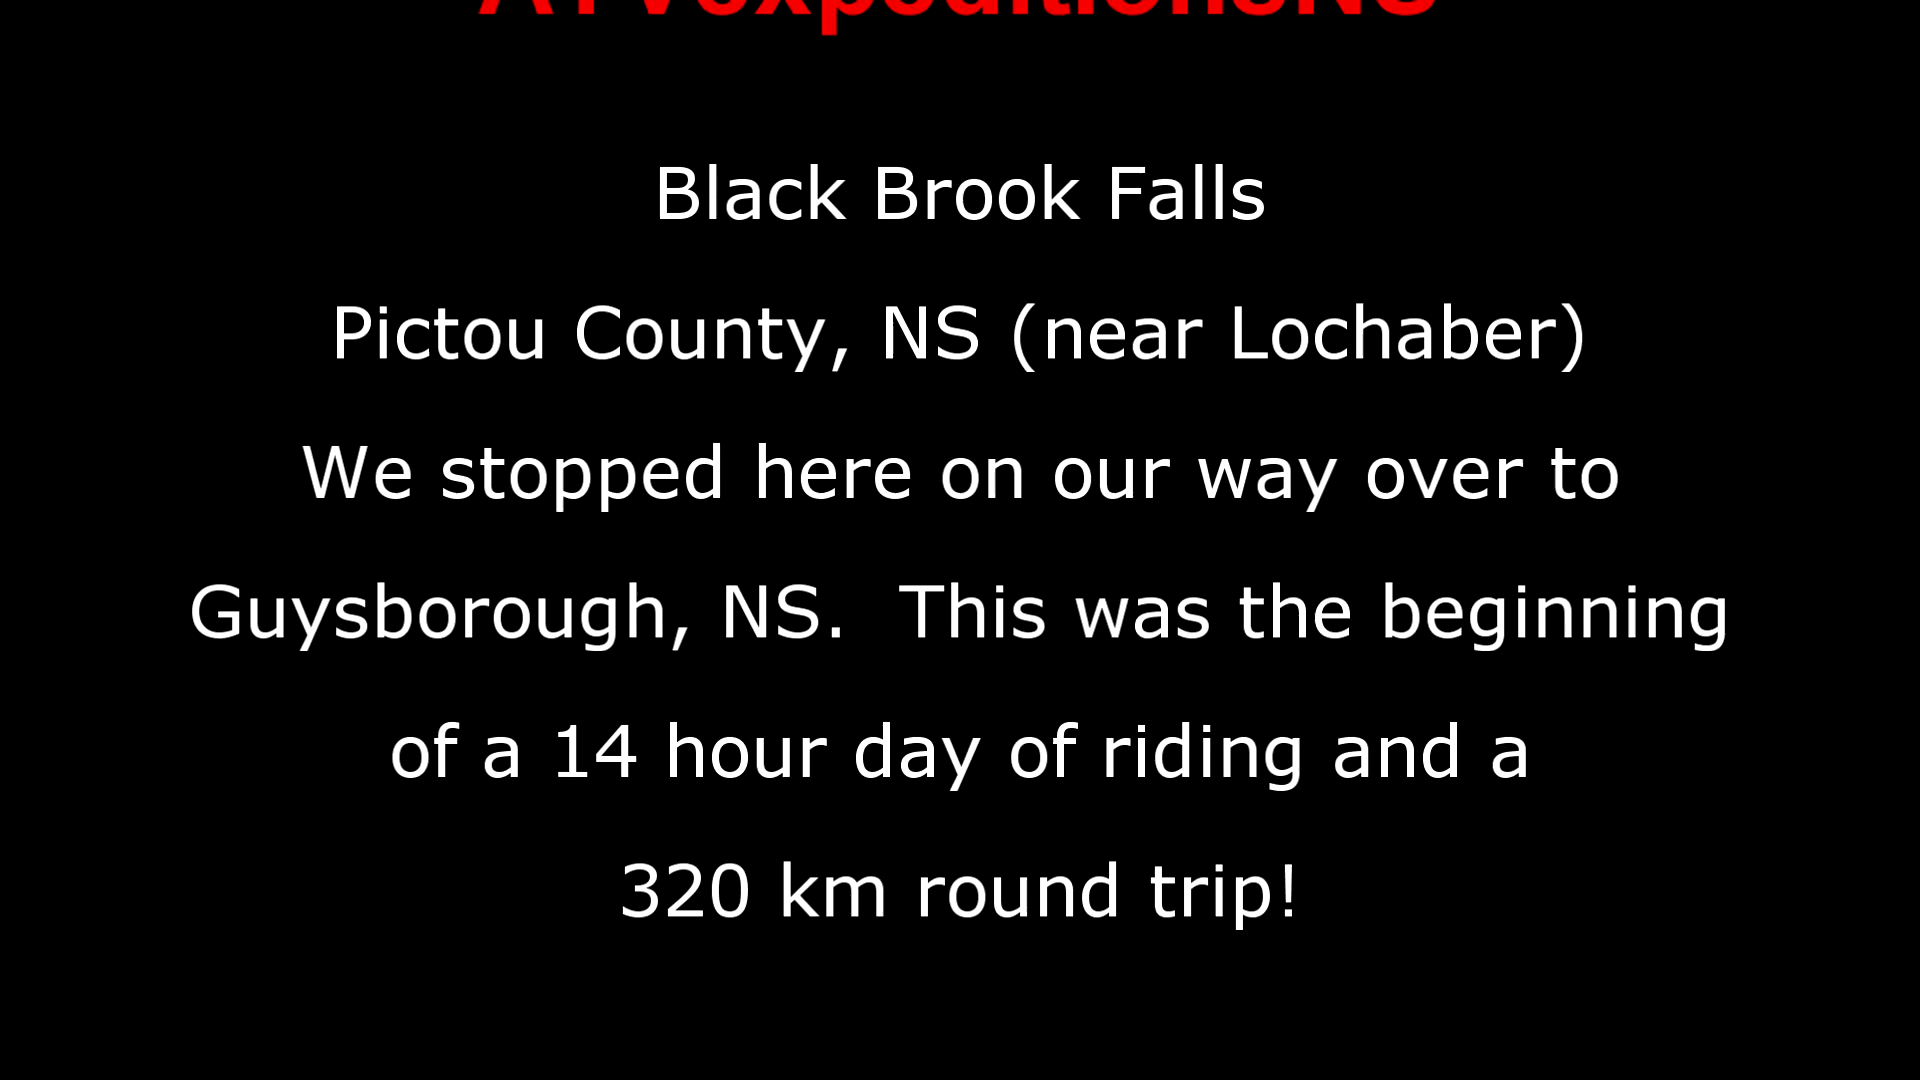 ATVexpeditionsNS
Black Brook Falls
Pictou County, NS (near Lochaber)
We stopped here on our way over to
Guysborough, NS.  This was the beginning
of a 14 hour day of riding and a
320 km round trip!